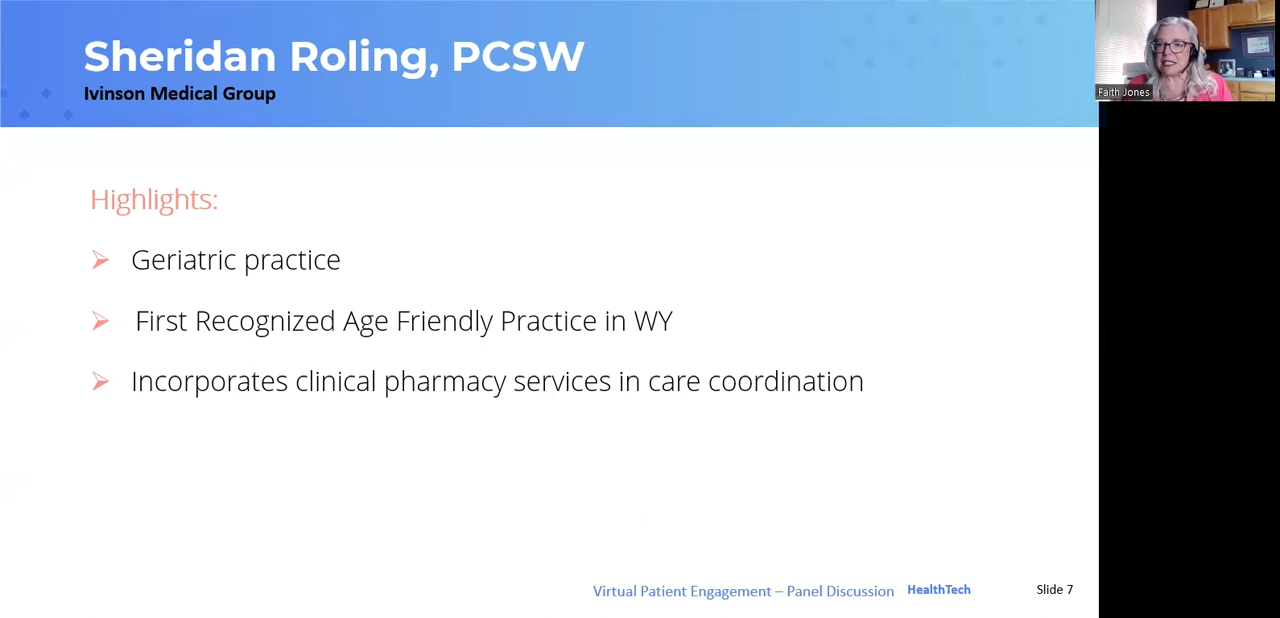 Sheridan Roling, PCSW
Ivinson Medical Group
Faith Jones
Highlights:
Geriatric practice
First Recognized Age Friendly Practice in WY
Incorporates clinical pharmacy services in care coordination
Virtual Patient Engagement – Panel Discussion HealthTech Slide 7